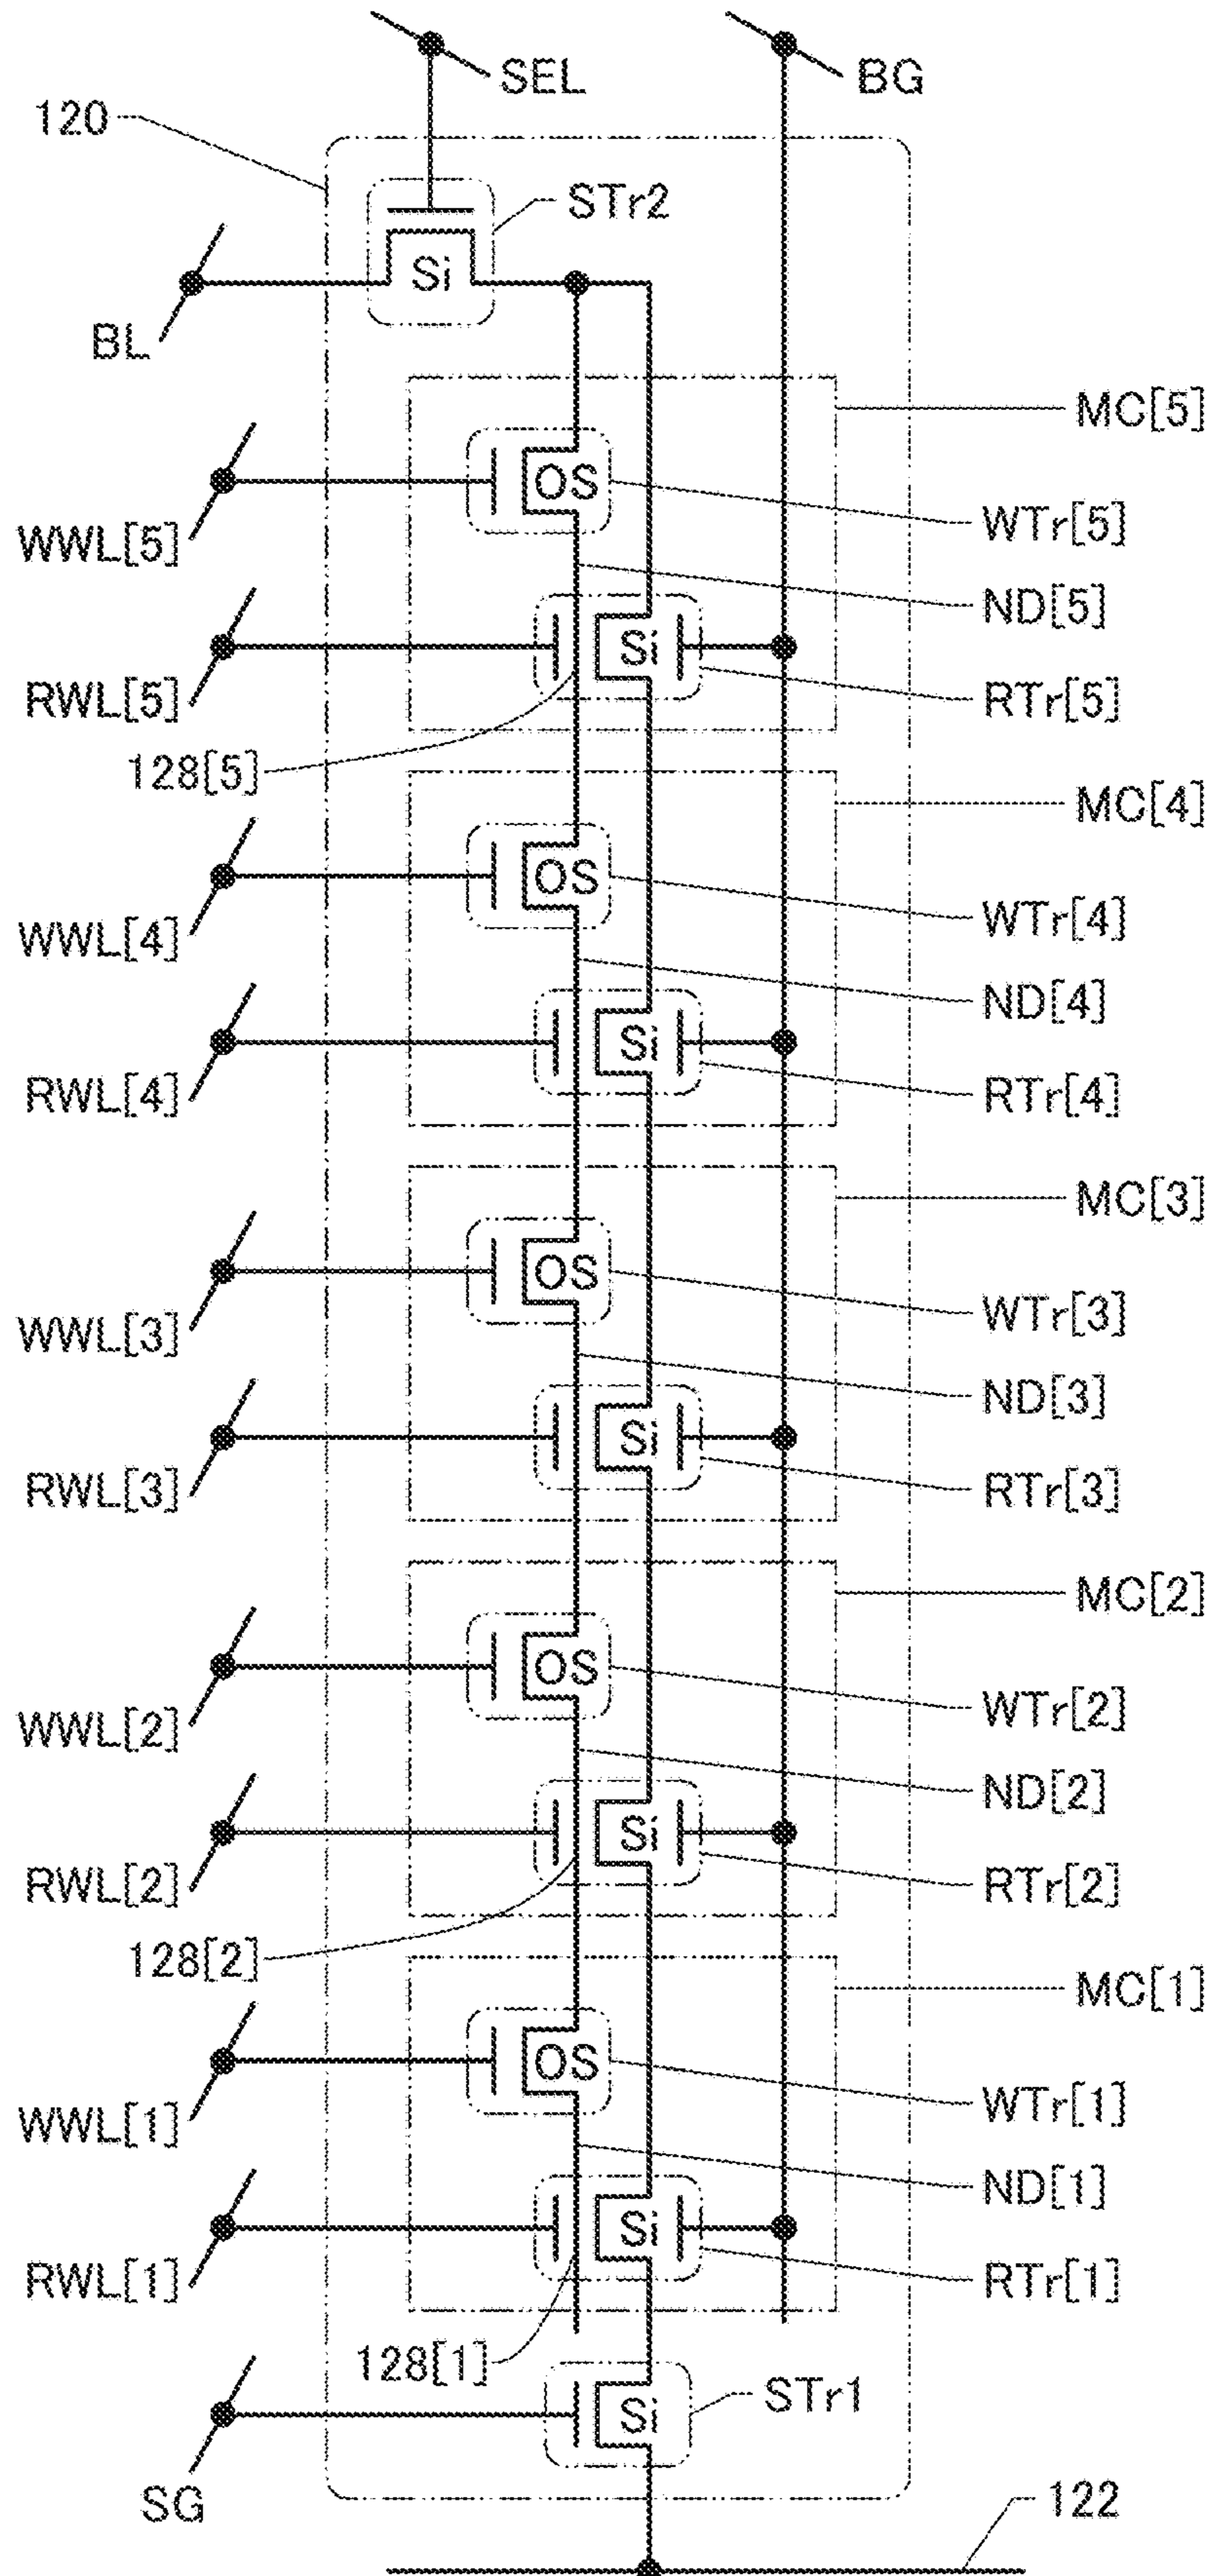 SEL
BG
120
STr2
Si
BL
MC[5]
OS
WWL[5]
WTr[5]
ND[5]
Si
RWL[5]
RTr[5]
128[5]
MC[4]
OS
WWL[4]
WTr[4]
ND[4]
Si
RWL[4]
RTr[4]
MC[3]
OS
WWL[3]
WTr[3]
ND[3]
Si
RWL[3]
RTr[3]
MC[2]
OS
WWL[2]
WTr[2]
ND[2]
Si
RWL[2]
RTr[2]
128[2]
MC[1]
OS
WWL[1]
WTr[1]
ND[1]
Si
RWL[1]
RTr[1]
128[1]
STr1
Si
SG
122